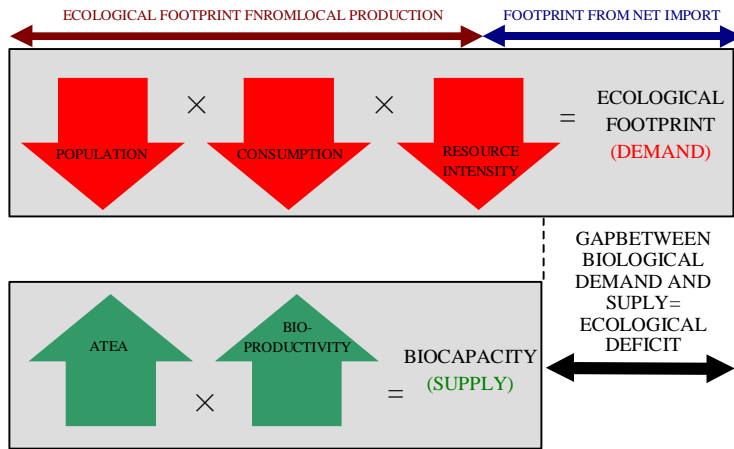 ECOLOGICAL FOOTPRINT FNROMLOCAL PRODUCTION
FOOTPRINT FROM NET IMPORT
POPULATION
×
CONSUMPTION
×
RESOURCE
INTENSITY
=
ECOLOGICAL
FOOTPRINT
(DEMAND)
GAPBETWEEN
BIOLOGICAL
DEMAND AND
SUPLY=
ECOLOGICAL
DEFICIT
ATEA
×
BIO-
PRODUCTIVITY
=
BIOCAPACITY
(SUPPLY)